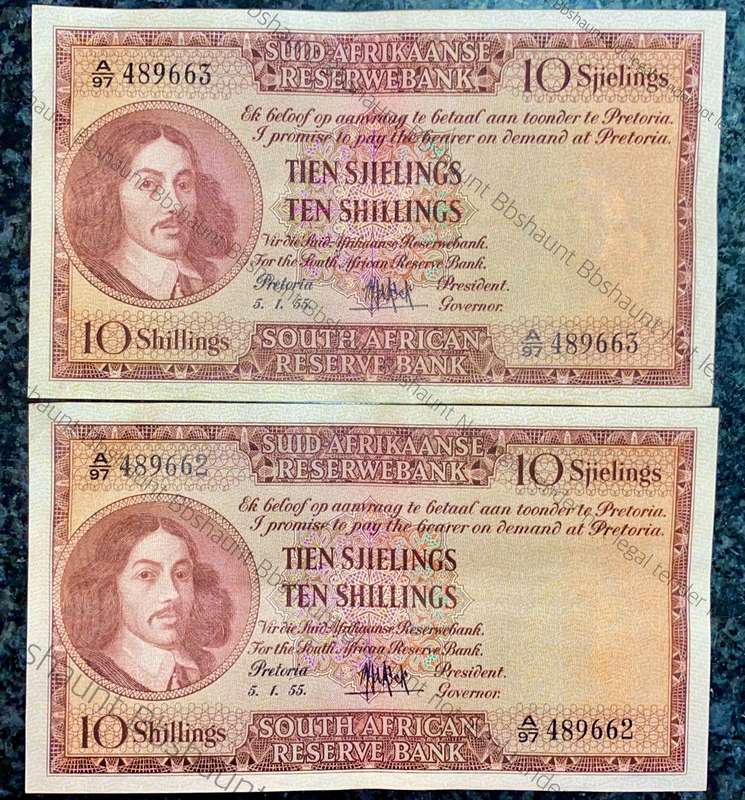 SUID-AFRIKAANSE
RESERWEBANK
A/97 489663
10 Sjielings
Ek beloof op aanvraag te betaal aan toonder te Pretoria.
I promise to pay the bearer on demand at Pretoria.
TIEN SJIELINGS
TEN SHILLINGS
Vir die Suid-Afrikaanse Reserwebank.
For the South African Reserve Bank.
Pretoria
President.
5. 1. 55.
Governor.
10 Shillings
SOUTH AFRICAN
RESERVE BANK
A/97 489663
SUID-AFRIKAANSE
RESERWEBANK
A/97 489662
10 Sjielings
Ek beloof op aanvraag te betaal aan toonder te Pretoria.
I promise to pay the bearer on demand at Pretoria.
TIEN SJIELINGS
TEN SHILLINGS
Vir die Suid-Afrikaanse Reserwebank.
For the South African Reserve Bank.
Pretoria
President.
5. 1. 55.
Governor.
10 Shillings
SOUTH AFRICAN
RESERVE BANK
A/97 489662
Bbshaunt Bbshaunt Bbshaunt Not legal tender